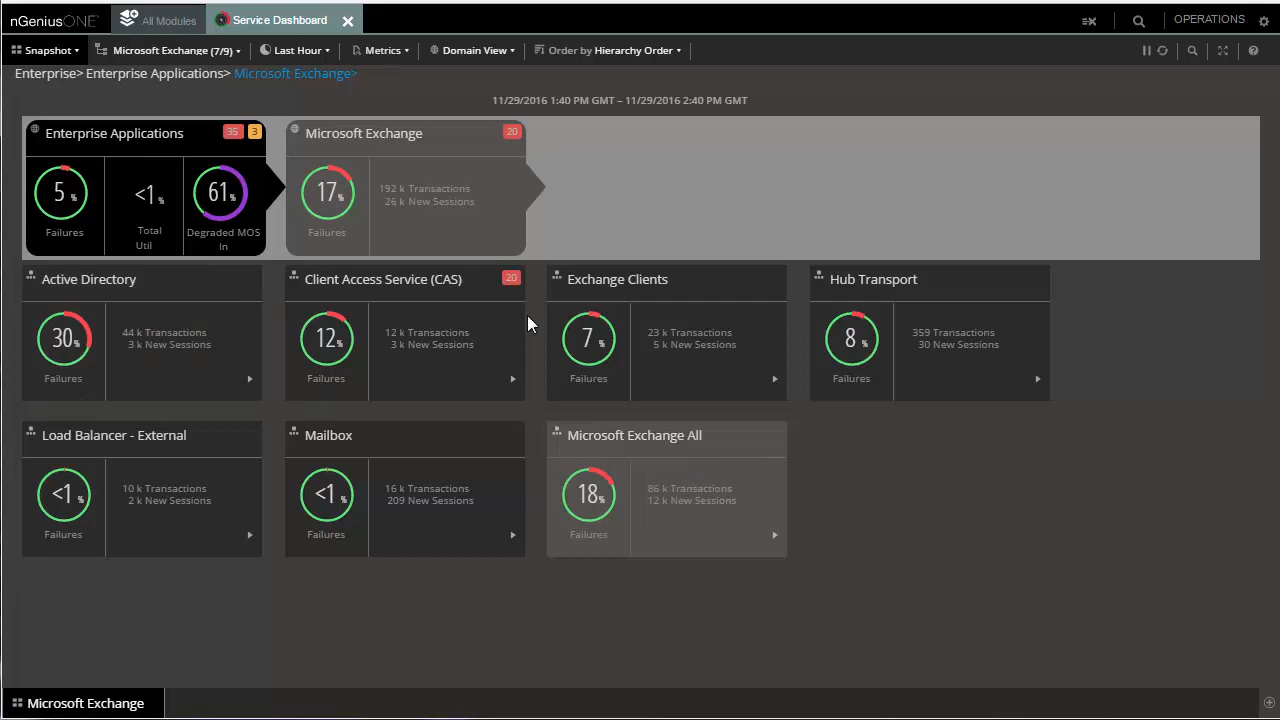 nGeniusONE
All Modules
Service Dashboard
OPERATIONS
Snapshot
Microsoft Exchange (7/9)
Last Hour
Metrics
Domain View
Order by Hierarchy Order
Enterprise> Enterprise Applications> Microsoft Exchange>
11/29/2016 1:40 PM GMT – 11/29/2016 2:40 PM GMT
Enterprise Applications
35
3
5 %
Failures
<1 %
Total
Util
61 %
Degraded MOS
In
Microsoft Exchange
20
17 %
Failures
192 k Transactions
26 k New Sessions
Active Directory
30 %
Failures
44 k Transactions
3 k New Sessions
Client Access Service (CAS)
20
12 %
Failures
12 k Transactions
3 k New Sessions
Exchange Clients
7 %
Failures
23 k Transactions
5 k New Sessions
Hub Transport
8 %
Failures
359 Transactions
30 New Sessions
Load Balancer - External
<1 %
Failures
10 k Transactions
2 k New Sessions
Mailbox
<1 %
Failures
16 k Transactions
209 New Sessions
Microsoft Exchange All
18 %
Failures
86 k Transactions
12 k New Sessions
Microsoft Exchange